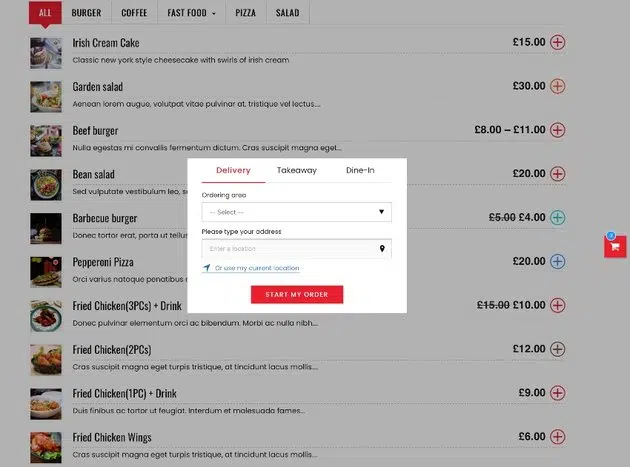 ALL BURGER COFFEE FAST FOOD PIZZA SALAD
Irish Cream Cake £15.00
Classic new york style cheesecake with swirls of irish cream
Garden salad £30.00
Aenean lorem augue, volutpat vitae pulvinar at, tristique vel lectus...
Beef burger £8.00 – £11.00
Nulla egestas mi convallis fermentum dictum. Cras suscipit magna eget...
Bean salad £20.00
Sed vulputate vestibulum leo,
Barbecue burger £5.00 £4.00
Donec tortor erat, porta ut tellus
Pepperoni Pizza £20.00
Orci varius natoque penatibus
Fried Chicken(3PCs) + Drink £15.00 £10.00
Donec pulvinar elementum orci ac bibendum. Morbi ac nulla nibh...
Fried Chicken(2PCs) £12.00
Cras suscipit magna eget turpis tristique, at tincidunt lacus mollis...
Fried Chicken(1PC) + Drink £9.00
Duis finibus ac tortor ut feugiat. Interdum et malesuada fames...
Fried Chicken Wings £6.00
Cras suscipit magna eget turpis tristique, at tincidunt lacus mollis...
Delivery Takeaway Dine-In
Ordering area
-- Select --
Please type your address
Enter a location
Or use my current location
START MY ORDER